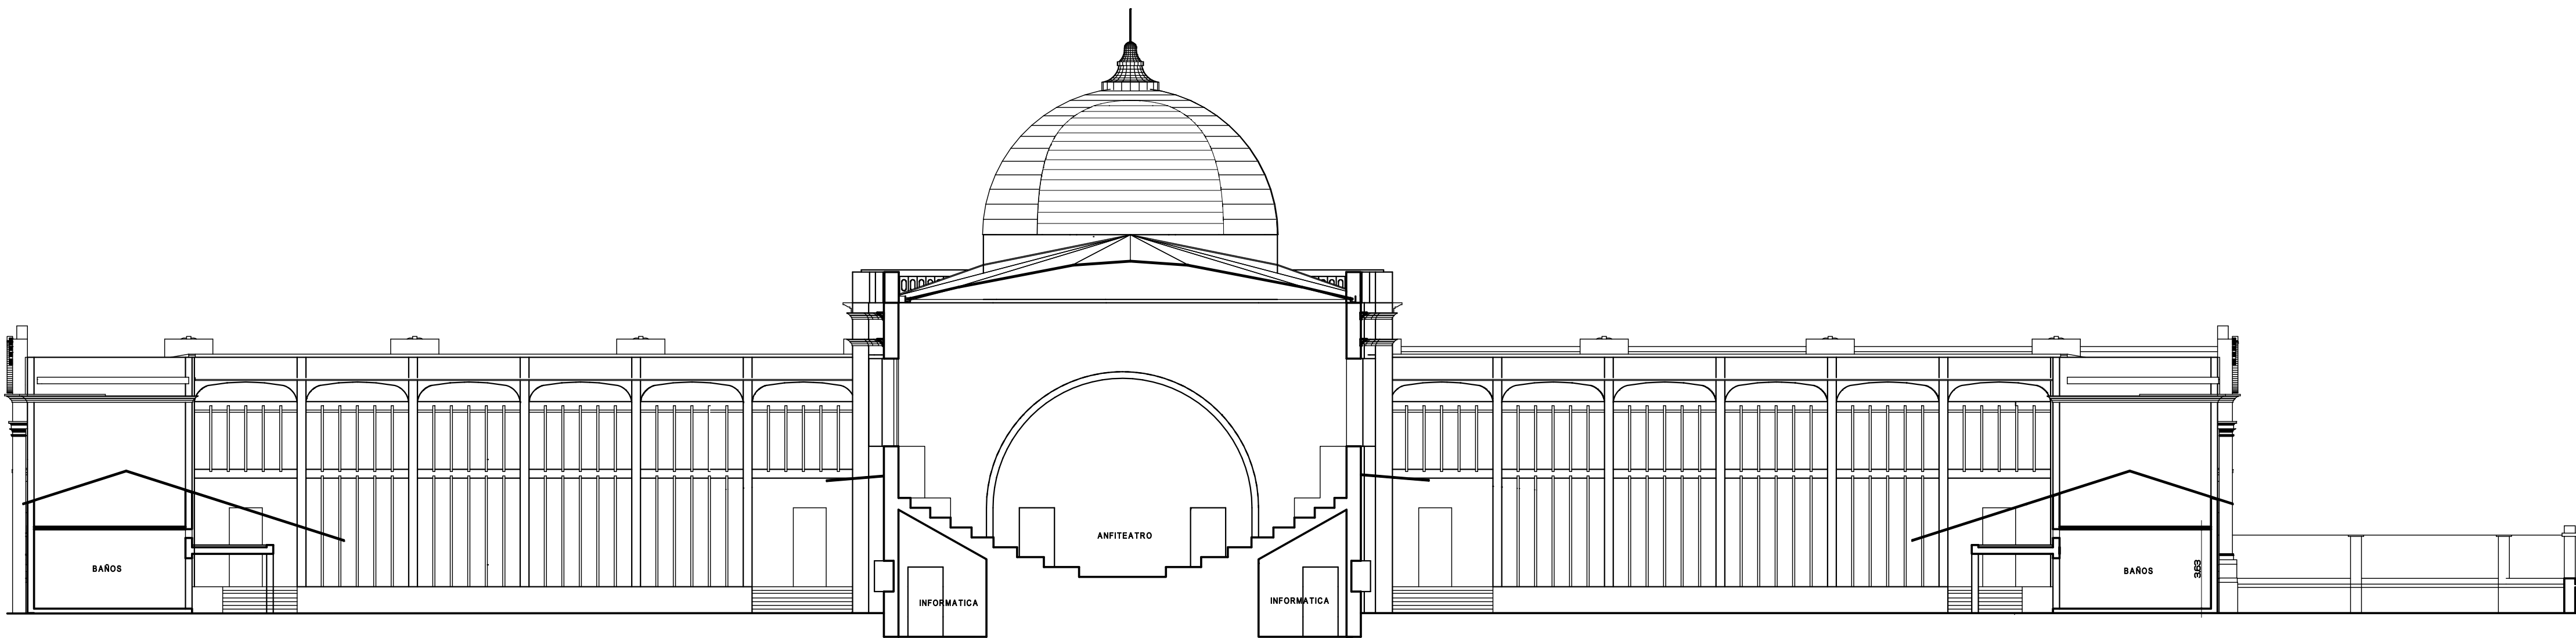 ANFITEATRO
BAÑOS
BAÑOS
3.63
INFORMATICA
INFORMATICA